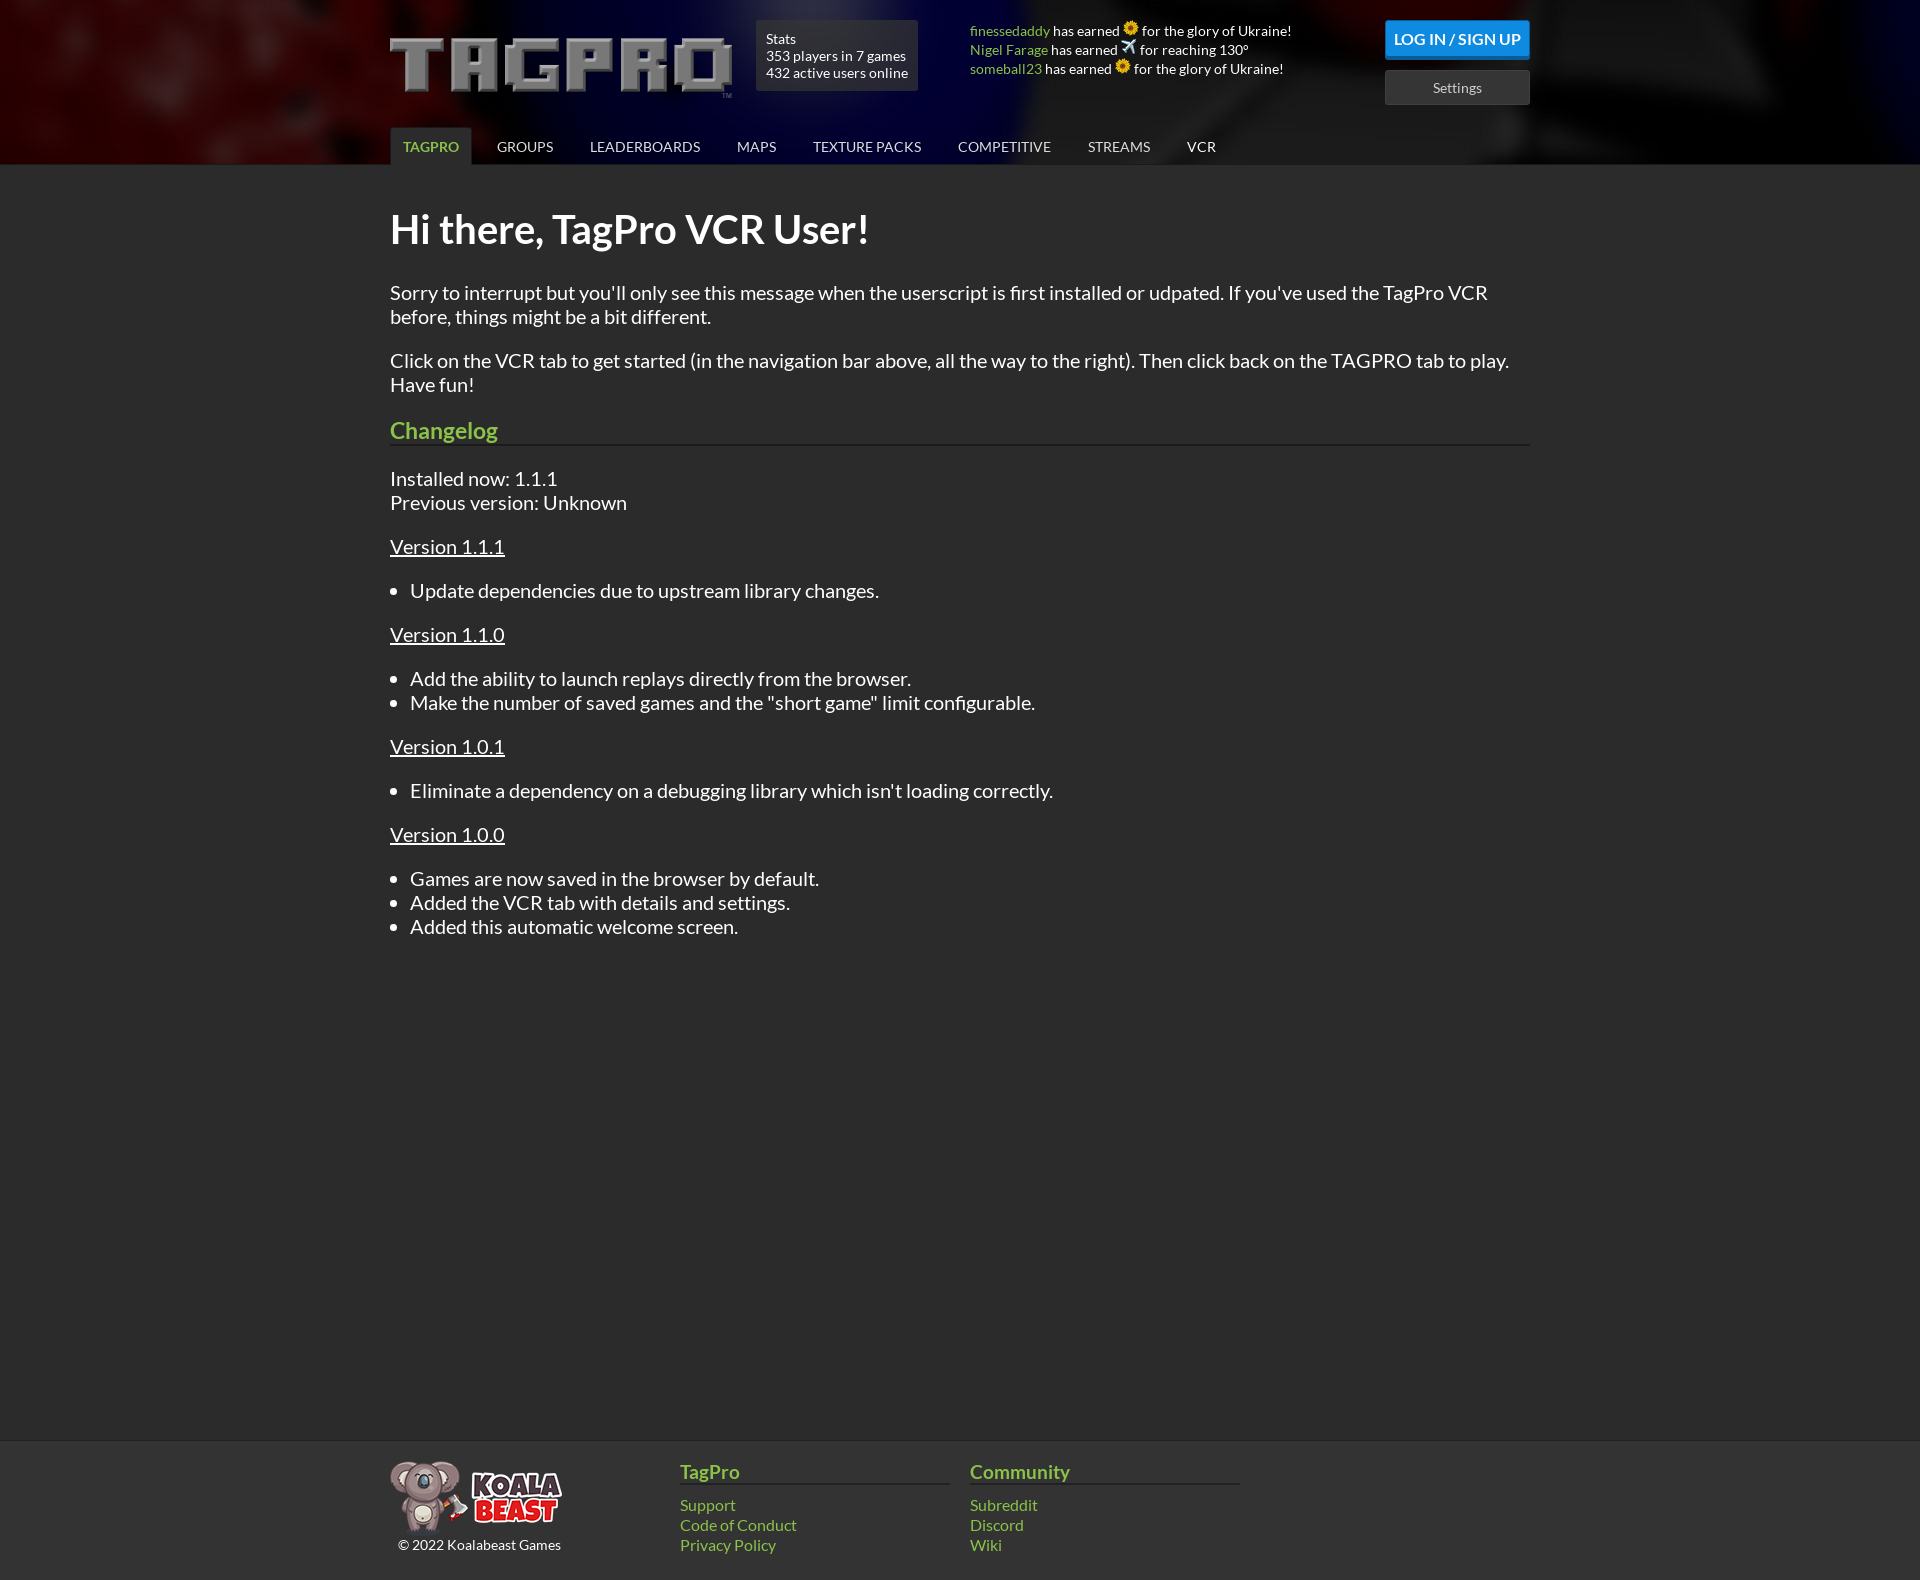 TAGPRO
TM
Stats
353 players in 7 games
432 active users online
finessedaddy has earned 🌻 for the glory of Ukraine!
Nigel Farage has earned ✈️ for reaching 130°
someball23 has earned 🌻 for the glory of Ukraine!
LOG IN / SIGN UP
Settings
TAGPRO GROUPS LEADERBOARDS MAPS TEXTURE PACKS COMPETITIVE STREAMS VCR
Hi there, TagPro VCR User!
Sorry to interrupt but you'll only see this message when the userscript is first installed or udpated. If you've used the TagPro VCR
before, things might be a bit different.
Click on the VCR tab to get started (in the navigation bar above, all the way to the right). Then click back on the TAGPRO tab to play.
Have fun!
Changelog
Installed now: 1.1.1
Previous version: Unknown
Version 1.1.1
• Update dependencies due to upstream library changes.
Version 1.1.0
• Add the ability to launch replays directly from the browser.
• Make the number of saved games and the "short game" limit configurable.
Version 1.0.1
• Eliminate a dependency on a debugging library which isn't loading correctly.
Version 1.0.0
• Games are now saved in the browser by default.
• Added the VCR tab with details and settings.
• Added this automatic welcome screen.
KOALA
BEAST
© 2022 Koalabeast Games
TagPro
Support
Code of Conduct
Privacy Policy
Community
Subreddit
Discord
Wiki